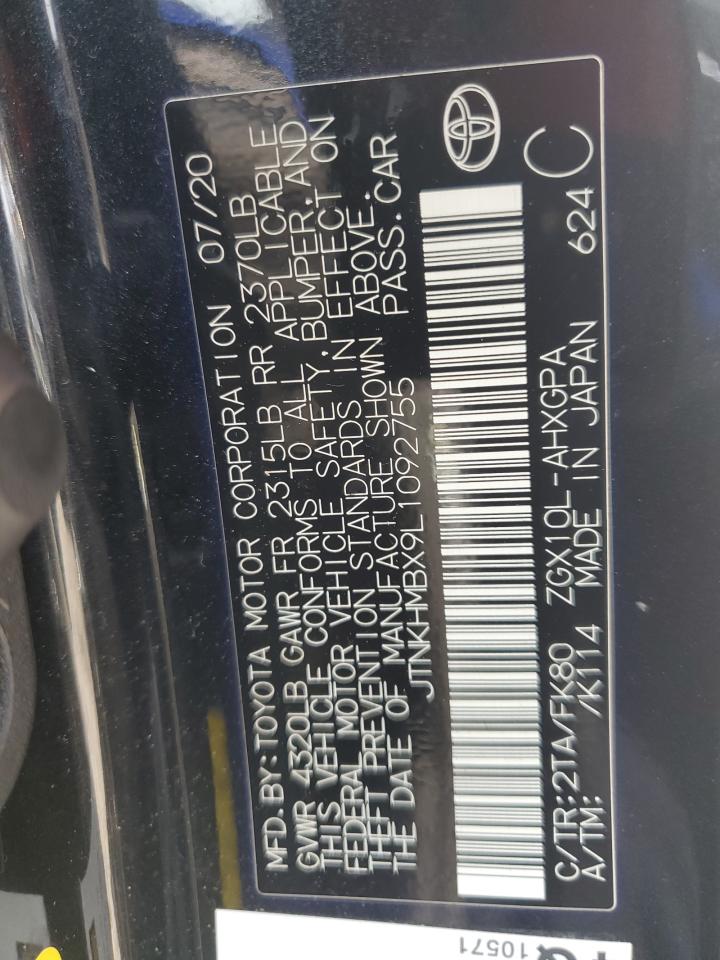 MFD. BY: TOYOTA MOTOR CORPORATION 07/20
GVWR 4320LB GAWR FR 2315LB RR 2370LB
THIS VEHICLE CONFORMS TO ALL APPLICABLE
FEDERAL MOTOR VEHICLE SAFETY, BUMPER, AND
THEFT PREVENTION STANDARDS IN EFFECT ON
THE DATE OF MANUFACTURE SHOWN ABOVE.
JTNKHMBX9L1092755 PASS. CAR
C/TR: 2TA/FK80 ZGX10L-AHXGPA 624
A/TM: /K114 MADE IN JAPAN C
10571